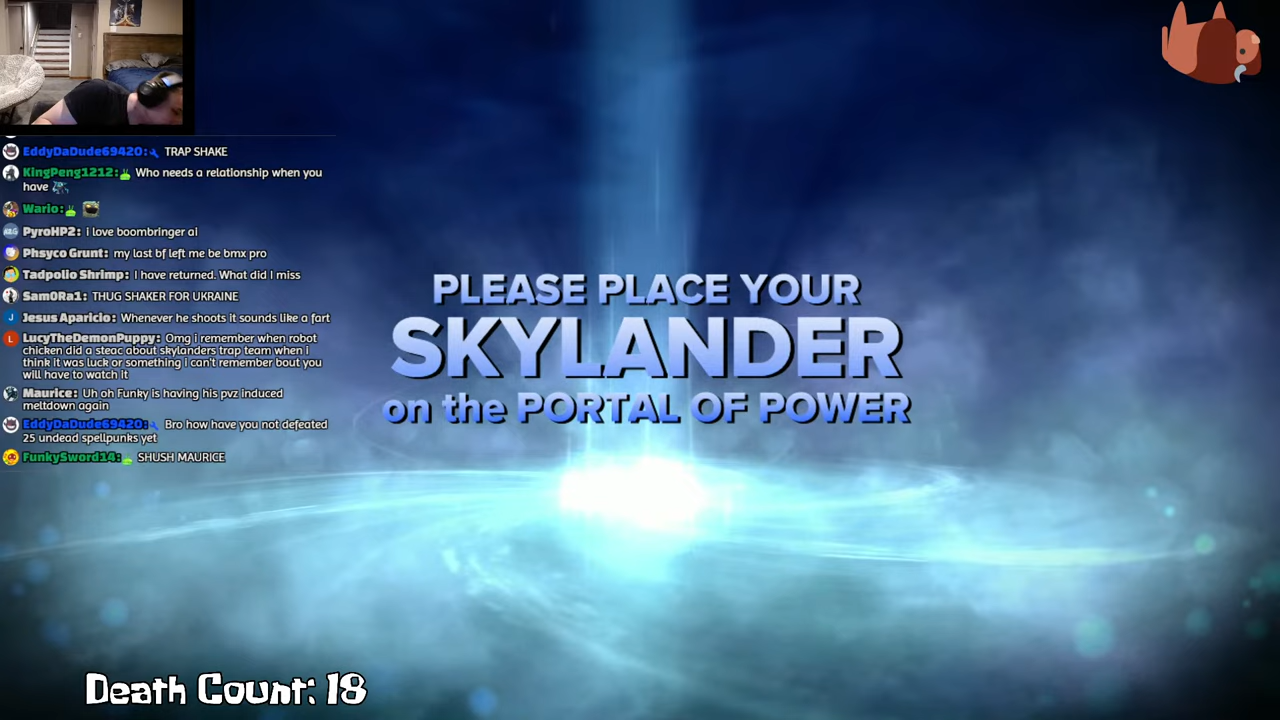 EddyDaDude69420: TRAP SHAKE
KingPeng1212: Who needs a relationship when you
have
Wario:
PyroHP2: i love boombringer ai
Phsyco Grunt: my last bf left me be bmx pro
Tadpolio Shrimp: I have returned. What did I miss
Sam0Ra1: THUG SHAKER FOR UKRAINE
Jesus Aparicio: Whenever he shoots it sounds like a fart
LucyTheDemonPuppy: Omg i remember when robot
chicken did a steac about skylanders trap team when i
think it was luck or something i can't remember bout you
will have to watch it
Maurice: Uh oh Funky is having his pvz induced
meltdown again
EddyDaDude69420: Bro how have you not defeated
25 undead spellpunks yet
FunkySword14: SHUSH MAURICE
PLEASE PLACE YOUR
SKYLANDER
on the PORTAL OF POWER
Death Count: 18